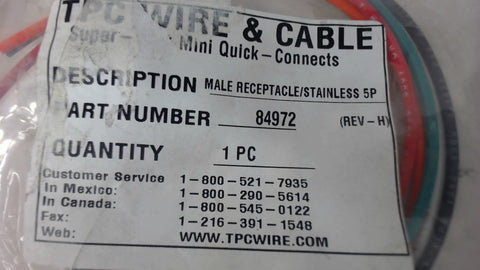 TPC WIRE & CABLE
Super- Mini Quick-Connects
DESCRIPTION MALE RECEPTACLE/STAINLESS 5P
PART NUMBER 84972 (REV-H)
QUANTITY 1 PC
Customer Service 1-800-521-7935
In Mexico: 1-800-290-5614
In Canada: 1-800-545-0122
Fax: 1-216-391-1548
Web: WWW.TPCWIRE.COM